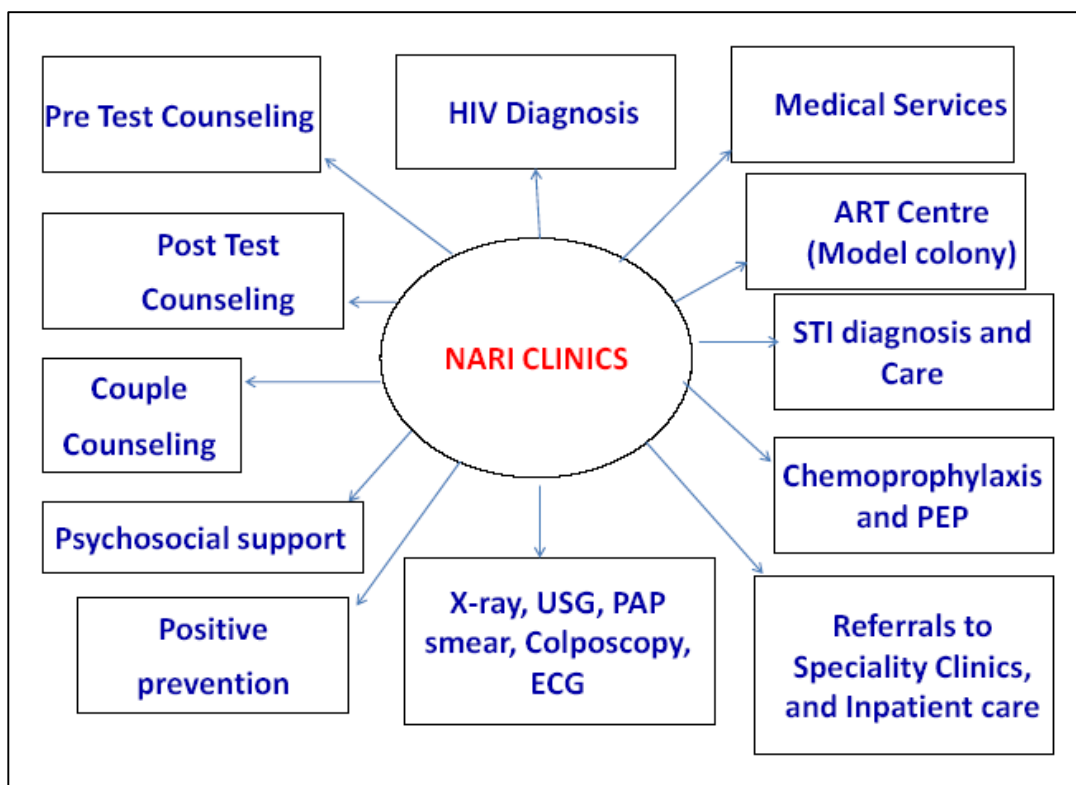 Pre Test Counseling
HIV Diagnosis
Medical Services
Post Test
Counseling
ART Centre
(Model colony)
NARI CLINICS
STI diagnosis and
Care
Couple
Counseling
Chemoprophylaxis
and PEP
Psychosocial support
Positive
prevention
X-ray, USG, PAP
smear, Colposcopy,
ECG
Referrals to
Speciality Clinics,
and Inpatient care